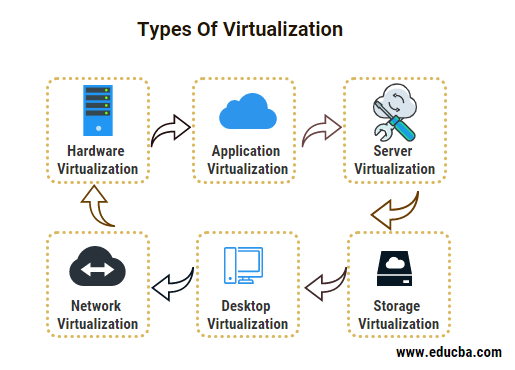 Types Of Virtualization
Hardware
Virtualization
Application
Virtualization
Server
Virtualization
Network
Virtualization
Desktop
Virtualization
Storage
Virtualization
www.educba.com